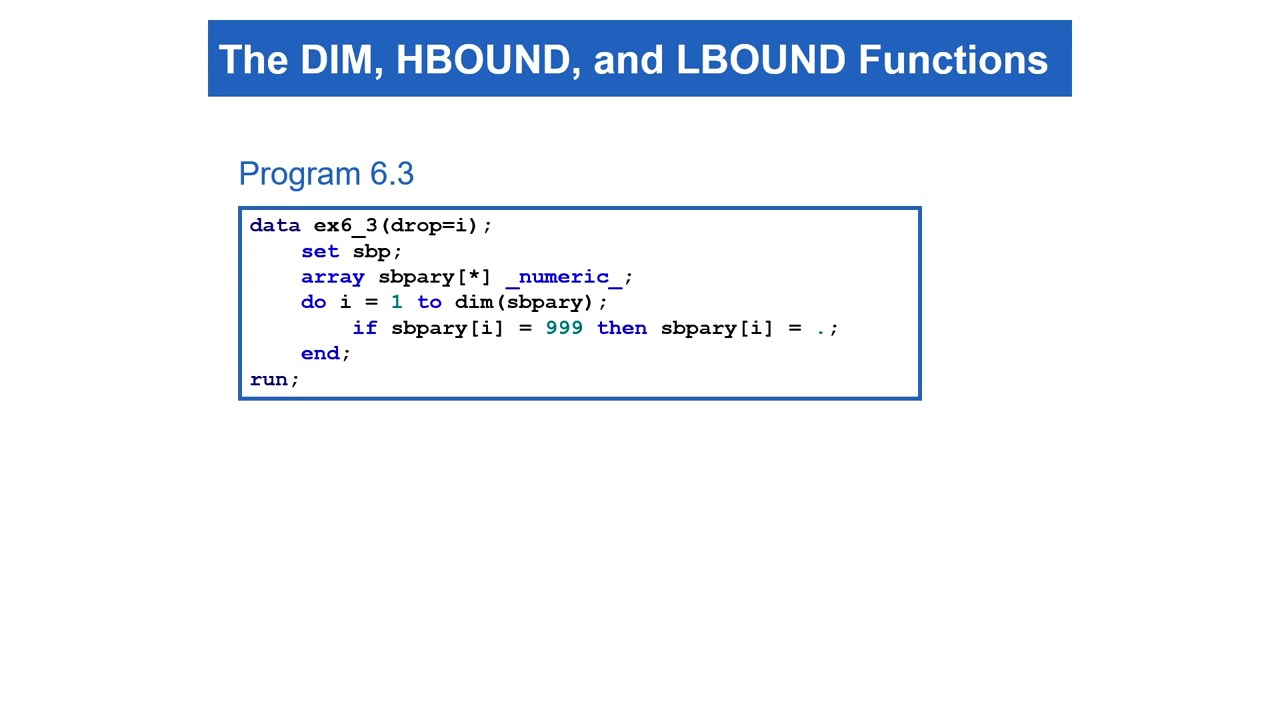 The DIM, HBOUND, and LBOUND Functions
Program 6.3
data ex6_3(drop=i);
    set sbp;
    array sbpary[*] _numeric_;
    do i = 1 to dim(sbpary);
        if sbpary[i] = 999 then sbpary[i] = .;
    end;
run;